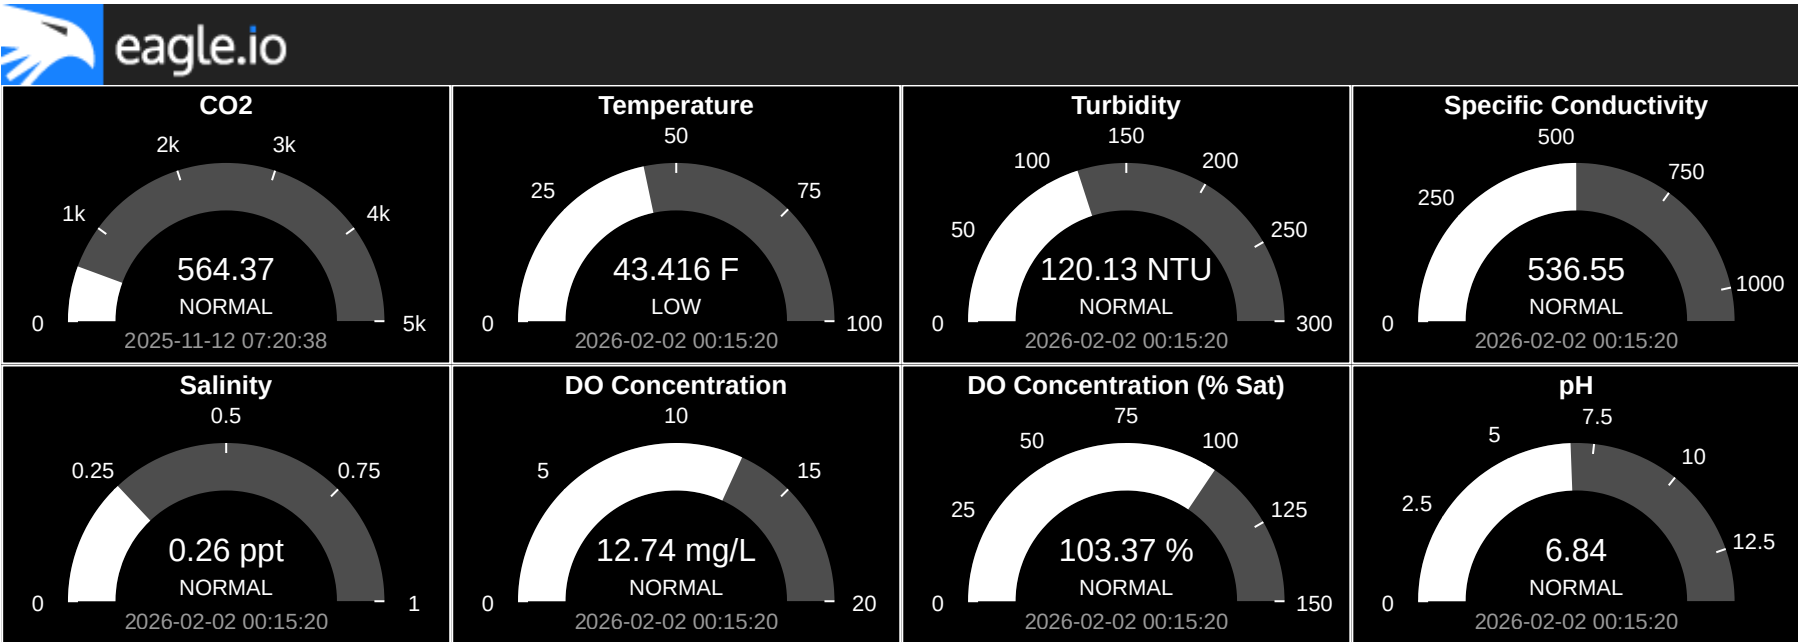 eagle.io
CO2
2k
3k
1k
4k
564.37
NORMAL
0
5k
2025-11-12 07:20:38
Temperature
50
25
75
43.416 F
LOW
0
100
2026-02-02 00:15:20
Turbidity
150
100
200
50
250
120.13 NTU
NORMAL
0
300
2026-02-02 00:15:20
Specific Conductivity
500
750
250
1000
536.55
NORMAL
0
2026-02-02 00:15:20
Salinity
0.5
0.25
0.75
0.26 ppt
NORMAL
0
1
2026-02-02 00:15:20
DO Concentration
10
5
15
12.74 mg/L
NORMAL
0
20
2026-02-02 00:15:20
DO Concentration (% Sat)
75
50
100
25
125
103.37 %
NORMAL
0
150
2026-02-02 00:15:20
pH
7.5
5
10
2.5
12.5
6.84
NORMAL
0
2026-02-02 00:15:20